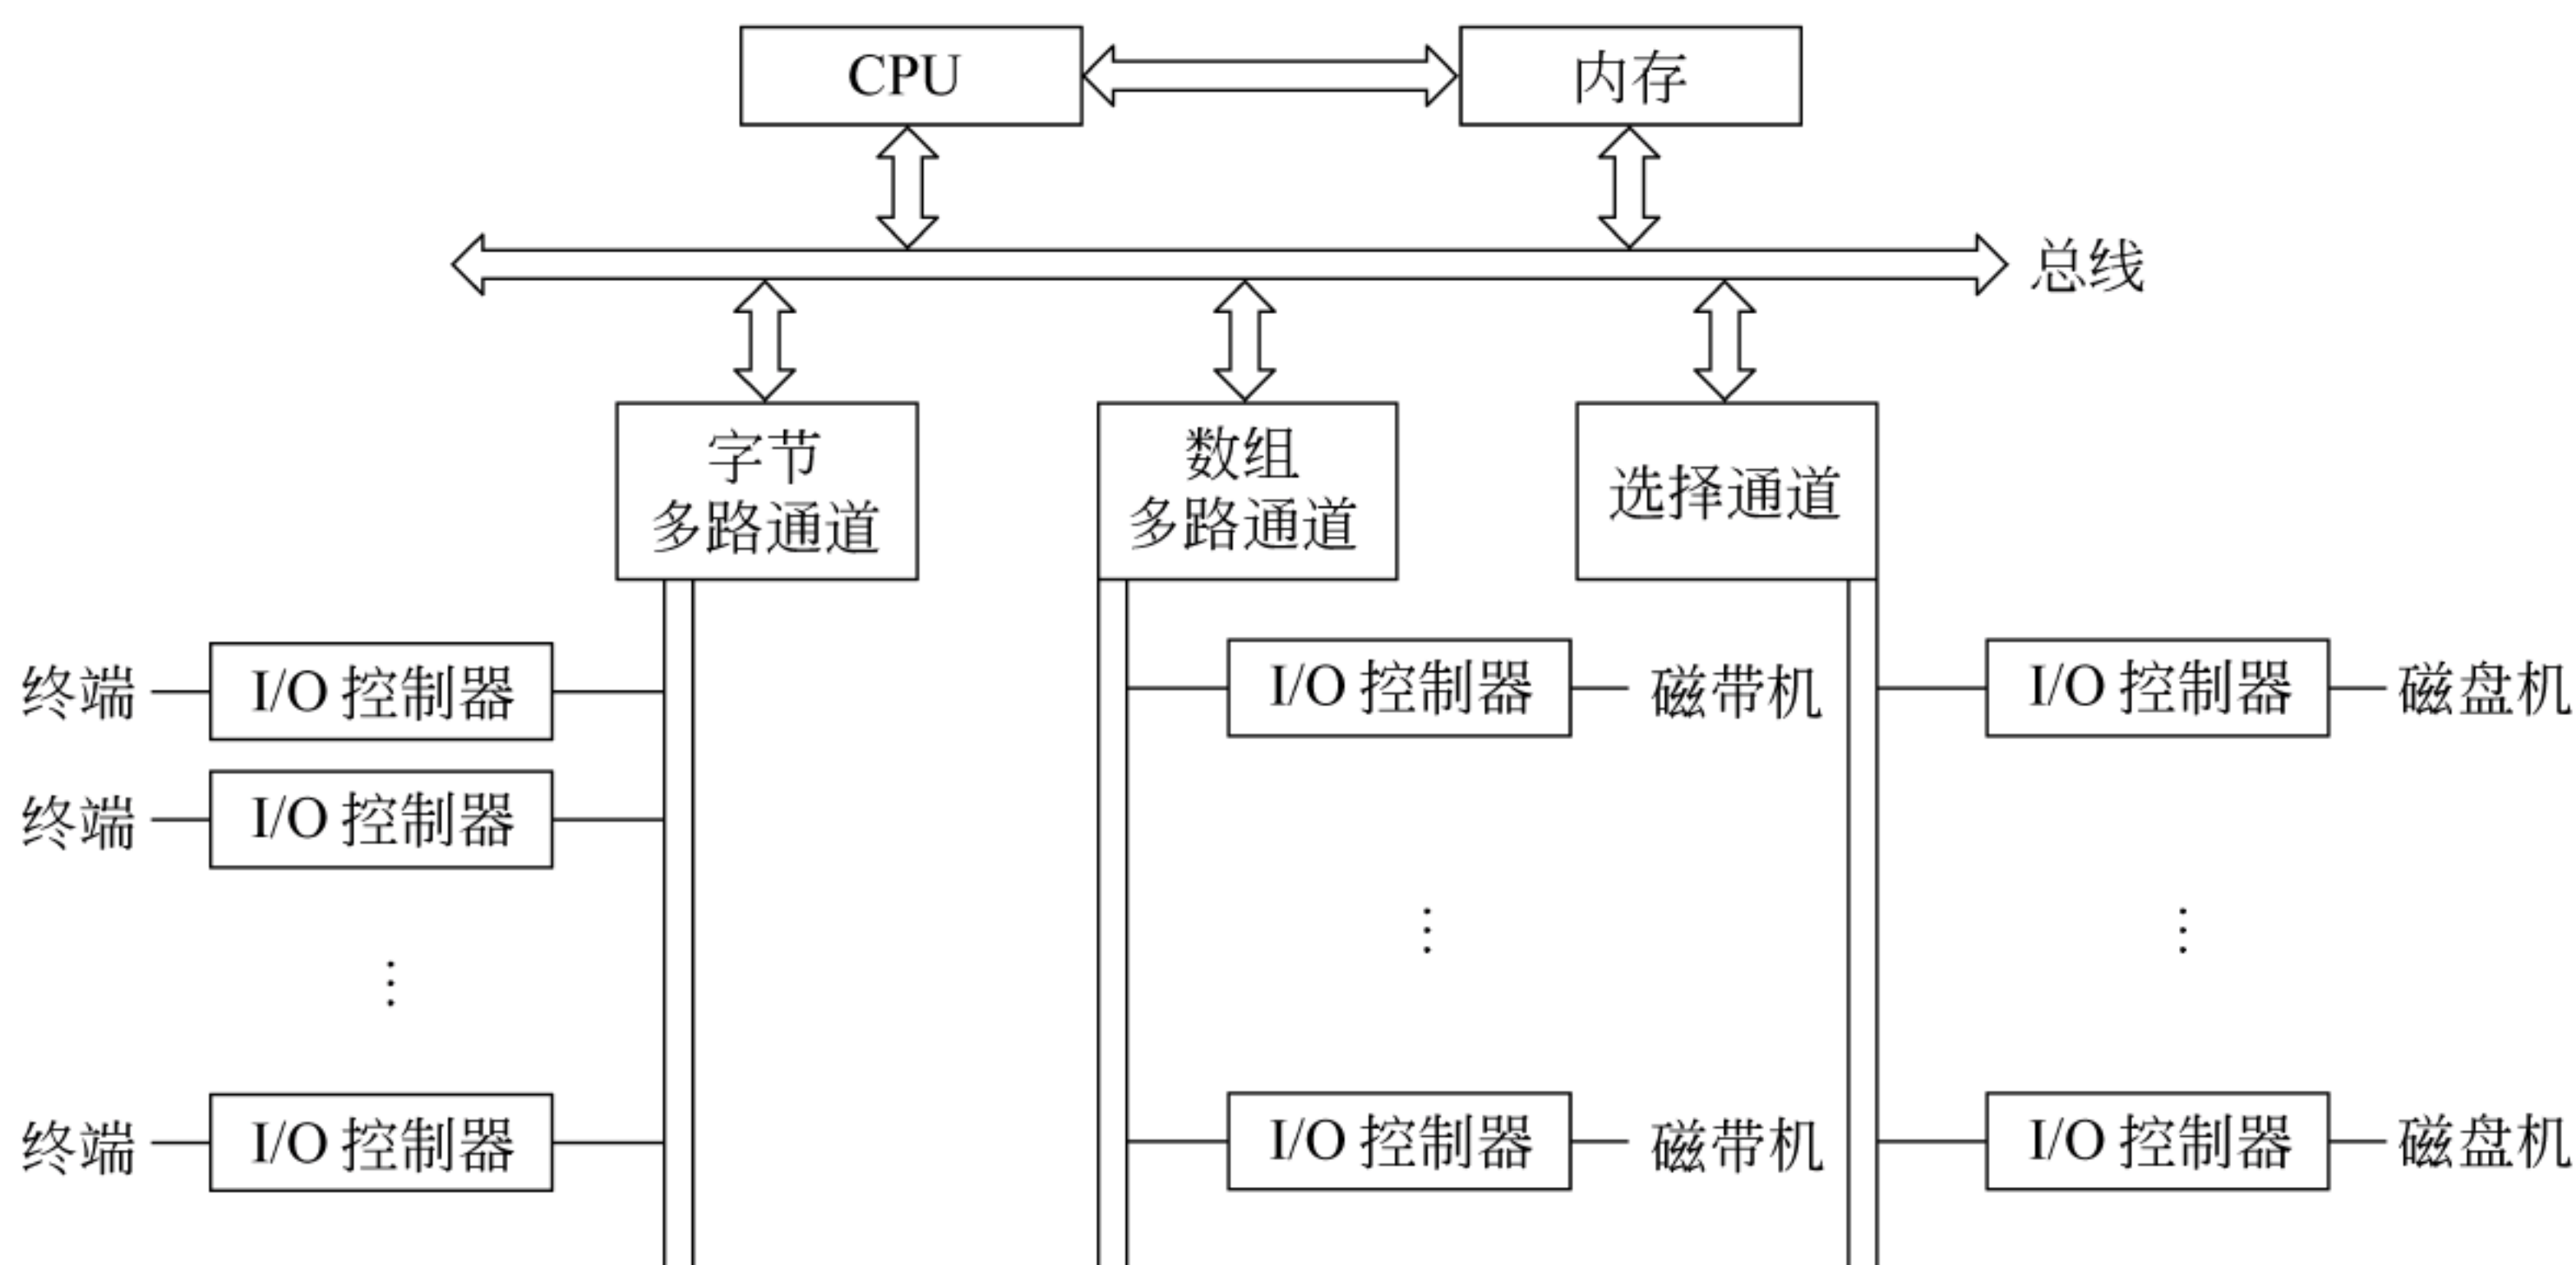 CPU
内存
总线
字节
多路通道
数组
多路通道
选择通道
终端
I/O 控制器
I/O 控制器
磁带机
I/O 控制器
磁盘机
终端
I/O 控制器
⋮
⋮
⋮
终端
I/O 控制器
I/O 控制器
磁带机
I/O 控制器
磁盘机